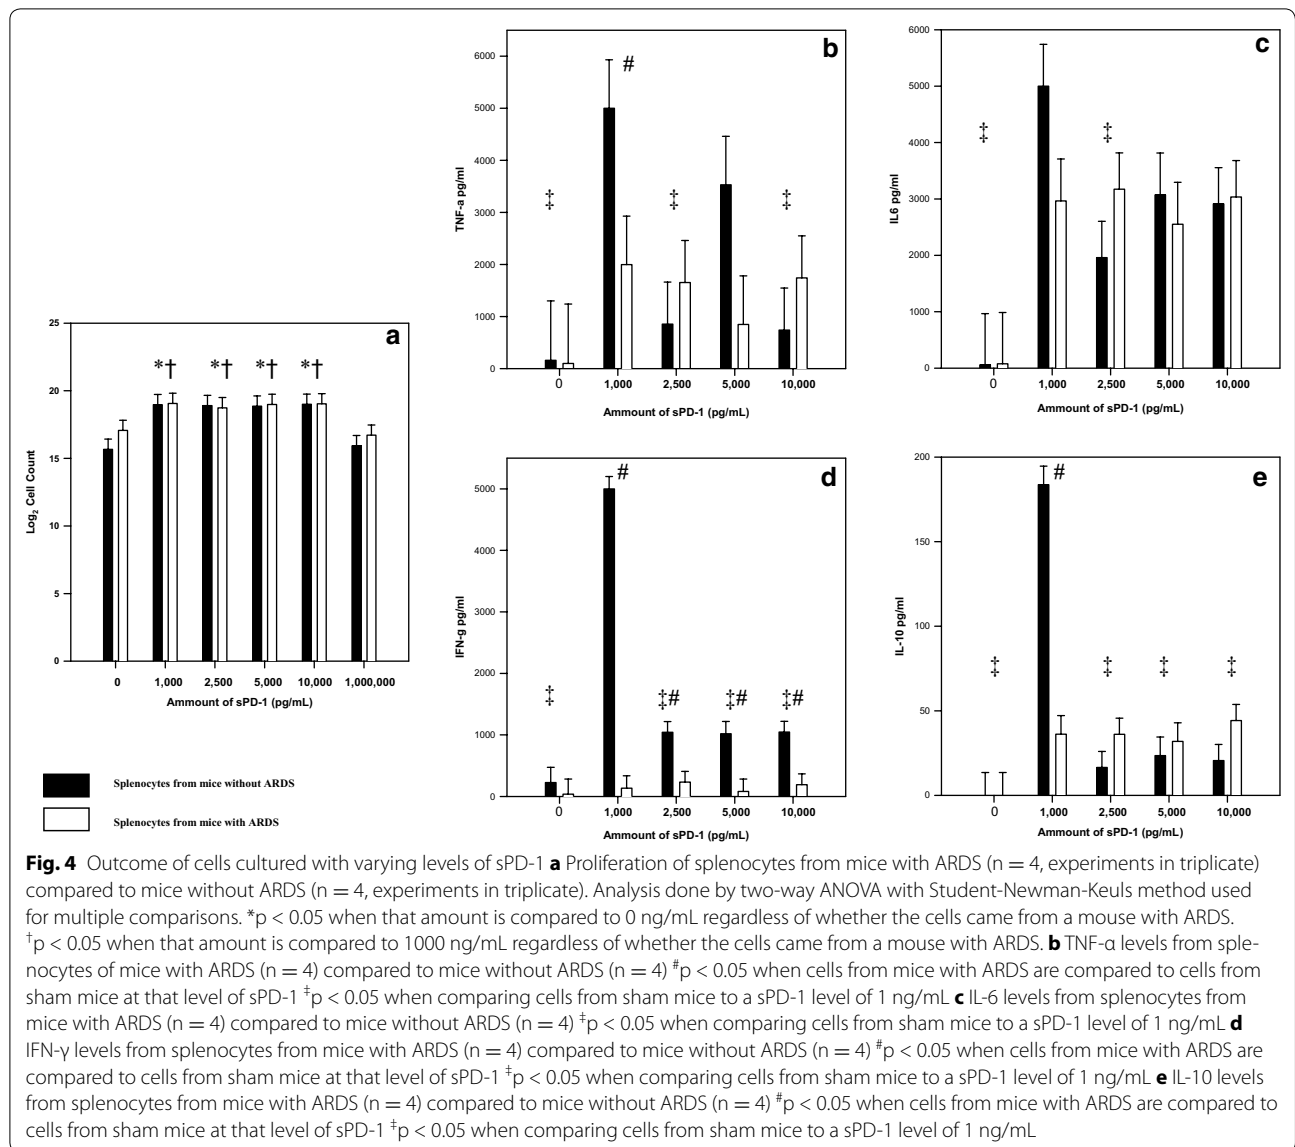 b
6000
5000
4000
3000
2000
1000
0
TNF-a pg/ml
#
‡ ‡ ‡
0 1,000 2,500 5,000 10,000
Ammount of sPD-1 (pg/mL)
c
6000
5000
4000
3000
2000
1000
0
IL6 pg/ml
‡ ‡
0 1,000 2,500 5,000 10,000
Ammount of sPD-1 (pg/mL)
a
25
20
15
10
5
0
Log2 Cell Count
*† *† *† *†
0 1,000 2,500 5,000 10,000 1,000,000
Ammount of sPD-1 (pg/mL)
d
5000
4000
3000
2000
1000
0
IFN-g pg/ml
#
‡ ‡# ‡# ‡#
0 1,000 2,500 5,000 10,000
Ammount of sPD-1 (pg/mL)
e
200
150
100
50
0
IL-10 pg/ml
#
‡ ‡ ‡ ‡
0 1,000 2,500 5,000 10,000
Ammount of sPD-1 (pg/mL)
Splenocytes from mice without ARDS
Splenocytes from mice with ARDS
Fig. 4 Outcome of cells cultured with varying levels of sPD-1 a Proliferation of splenocytes from mice with ARDS (n = 4, experiments in triplicate)
compared to mice without ARDS (n = 4, experiments in triplicate). Analysis done by two-way ANOVA with Student-Newman-Keuls method used
for multiple comparisons. *p < 0.05 when that amount is compared to 0 ng/mL regardless of whether the cells came from a mouse with ARDS.
†p < 0.05 when that amount is compared to 1000 ng/mL regardless of whether the cells came from a mouse with ARDS. b TNF-α levels from sple-
nocytes of mice with ARDS (n = 4) compared to mice without ARDS (n = 4) #p < 0.05 when cells from mice with ARDS are compared to cells from
sham mice at that level of sPD-1 ‡p < 0.05 when comparing cells from sham mice to a sPD-1 level of 1 ng/mL c IL-6 levels from splenocytes from
mice with ARDS (n = 4) compared to mice without ARDS (n = 4) ‡p < 0.05 when comparing cells from sham mice to a sPD-1 level of 1 ng/mL d
IFN-γ levels from splenocytes from mice with ARDS (n = 4) compared to mice without ARDS (n = 4) #p < 0.05 when cells from mice with ARDS are
compared to cells from sham mice at that level of sPD-1 ‡p < 0.05 when comparing cells from sham mice to a sPD-1 level of 1 ng/mL e IL-10 levels
from splenocytes from mice with ARDS (n = 4) compared to mice without ARDS (n = 4) #p < 0.05 when cells from mice with ARDS are compared to
cells from sham mice at that level of sPD-1 ‡p < 0.05 when comparing cells from sham mice to a sPD-1 level of 1 ng/mL